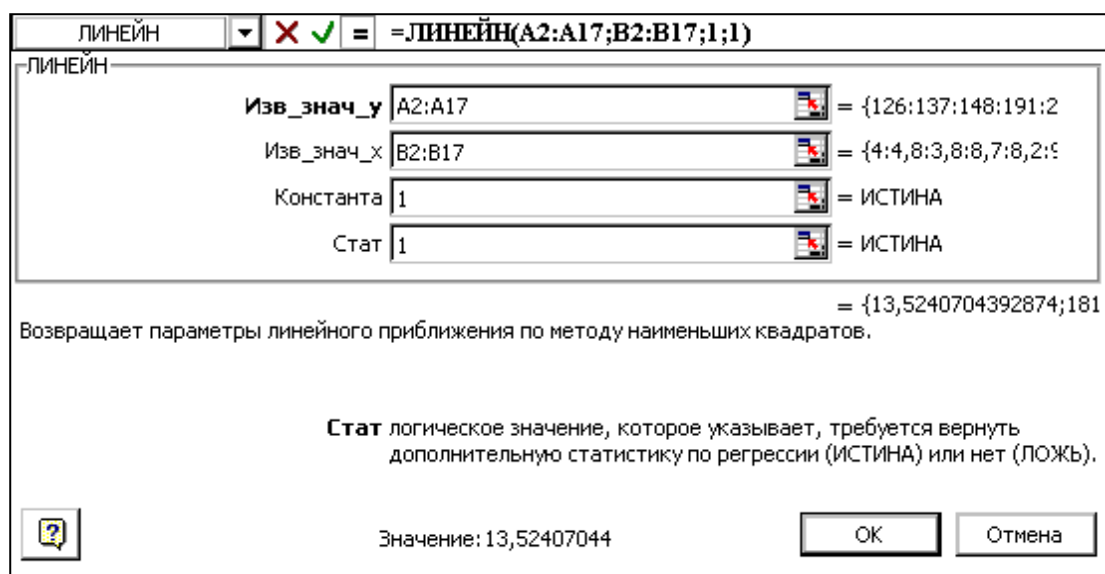 ЛИНЕЙН = =ЛИНЕЙН(A2:A17;B2:B17;1;1)
ЛИНЕЙН
Изв_знач_y A2:A17 = {126:137:148:191:2
Изв_знач_x B2:B17 = {4:4,8:3,8:8,7:8,2:9
Константа 1 = ИСТИНА
Стат 1 = ИСТИНА
= {13,5240704392874;181
Возвращает параметры линейного приближения по методу наименьших квадратов.
Стат логическое значение, которое указывает, требуется вернуть
дополнительную статистику по регрессии (ИСТИНА) или нет (ЛОЖЬ).
? Значение:13,52407044 OK Отмена